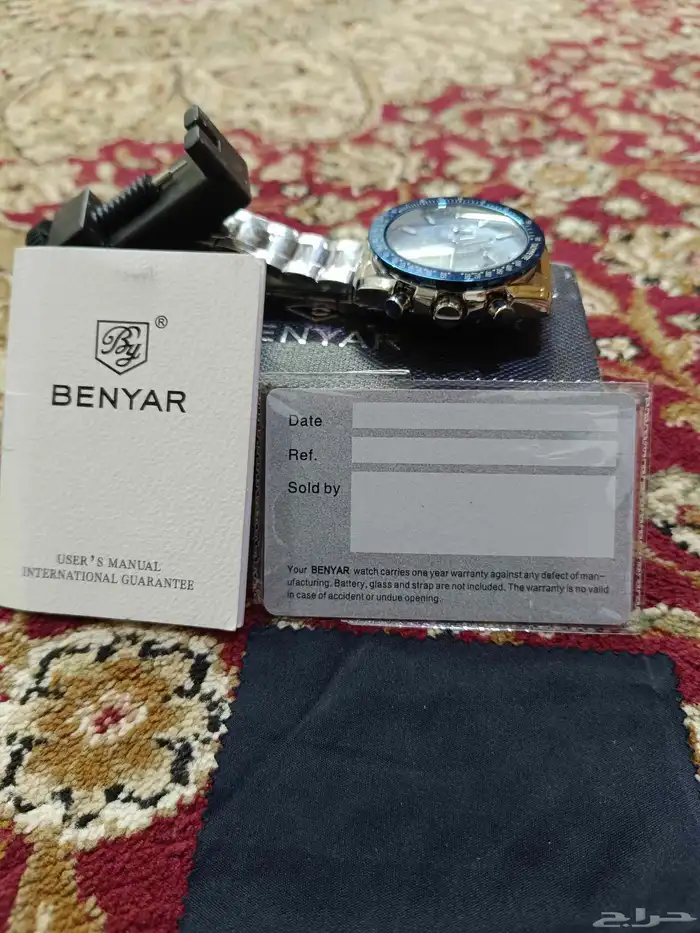 By ®
BENYAR
USER'S MANUAL
INTERNATIONAL GUARANTEE
ENYAR
Date
Ref.
Sold by
Your BENYAR watch carries one year warranty against any defect of man-
ufacturing. Battery, glass and strap are not included. The warranty is no valid
in case of accident or undue opening.
حراج